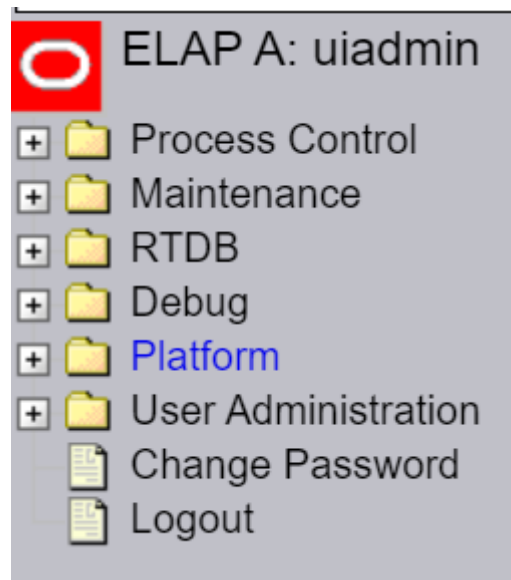 ELAP A: uiadmin
Process Control
Maintenance
RTDB
Debug
Platform
User Administration
Change Password
Logout